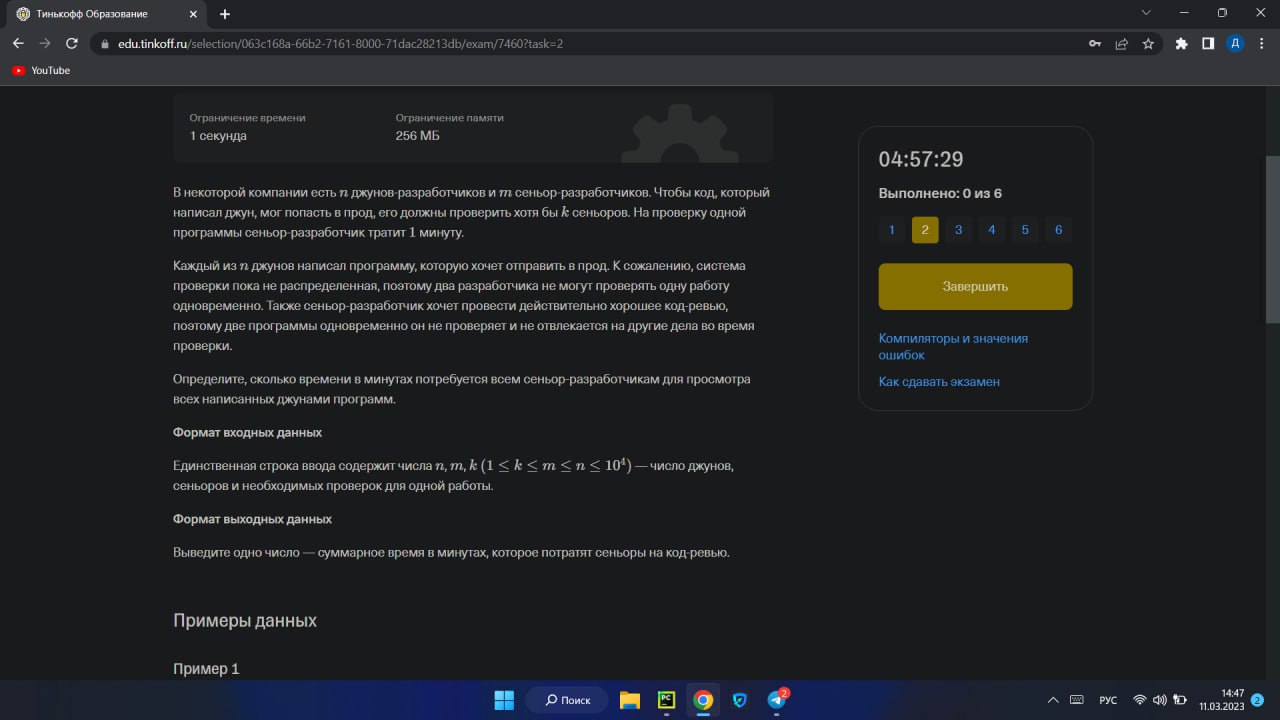 Тинькофф Образование
edu.tinkoff.ru/selection/063c168a-66b2-7161-8000-71dac28213db/exam/7460?task=2
Д
YouTube
Ограничение времени
Ограничение памяти
1 секунда
256 МБ
В некоторой компании есть n джунов-разработчиков и m сеньор-разработчиков. Чтобы код, который
написал джун, мог попасть в прод, его должны проверить хотя бы k сеньоров. На проверку одной
программы сеньор-разработчик тратит 1 минуту.
Каждый из n джунов написал программу, которую хочет отправить в прод. К сожалению, система
проверки пока не распределенная, поэтому два разработчика не могут проверять одну работу
одновременно. Также сеньор-разработчик хочет провести действительно хорошее код-ревью,
поэтому две программы одновременно он не проверяет и не отвлекается на другие дела во время
проверки.
Определите, сколько времени в минутах потребуется всем сеньор-разработчикам для просмотра
всех написанных джунами программ.
Формат входных данных
Единственная строка ввода содержит числа n, m, k (1 ≤ k ≤ m ≤ n ≤ 10⁴) — число джунов,
сеньоров и необходимых проверок для одной работы.
Формат выходных данных
Выведите одно число — суммарное время в минутах, которое потратят сеньоры на код-ревью.
Примеры данных
Пример 1
04:57:29
Выполнено: 0 из 6
1 2 3 4 5 6
Завершить
Компиляторы и значения
ошибок
Как сдавать экзамен
Поиск
PC
2
РУС
14:47
11.03.2023
2